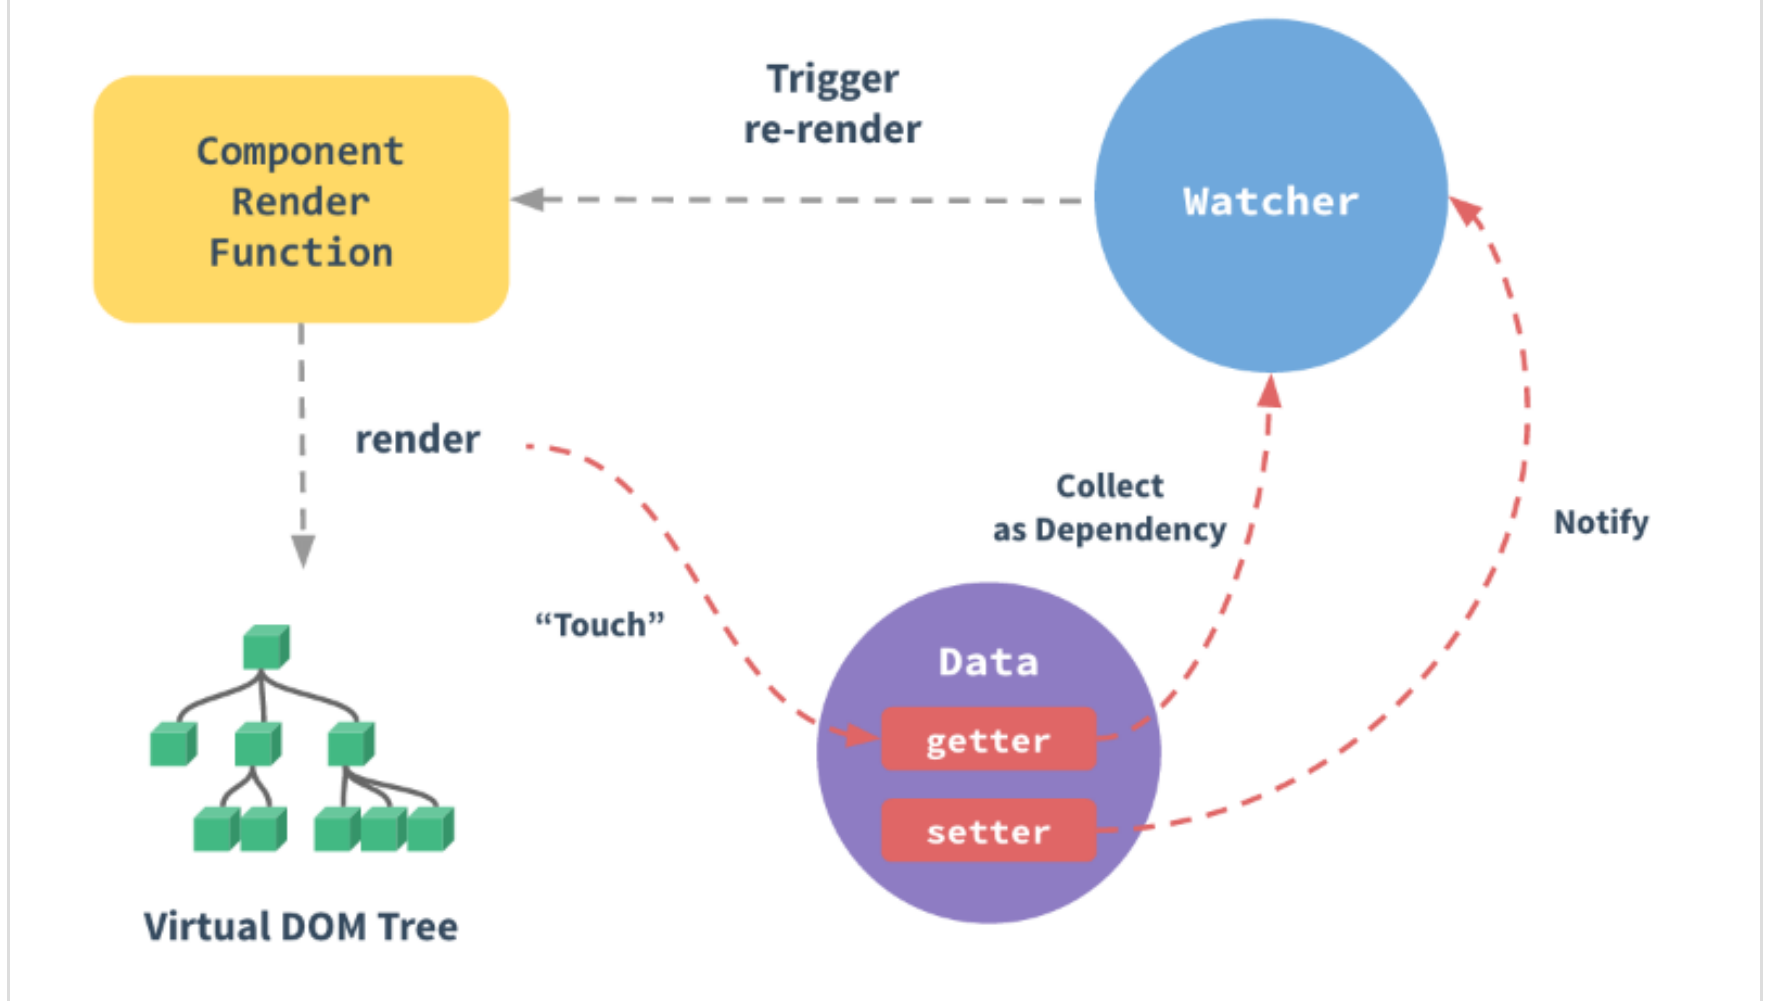 Trigger
re-render
Component
Render
Function
Watcher
render
Collect
as Dependency
Notify
“Touch”
Data
getter
setter
Virtual DOM Tree